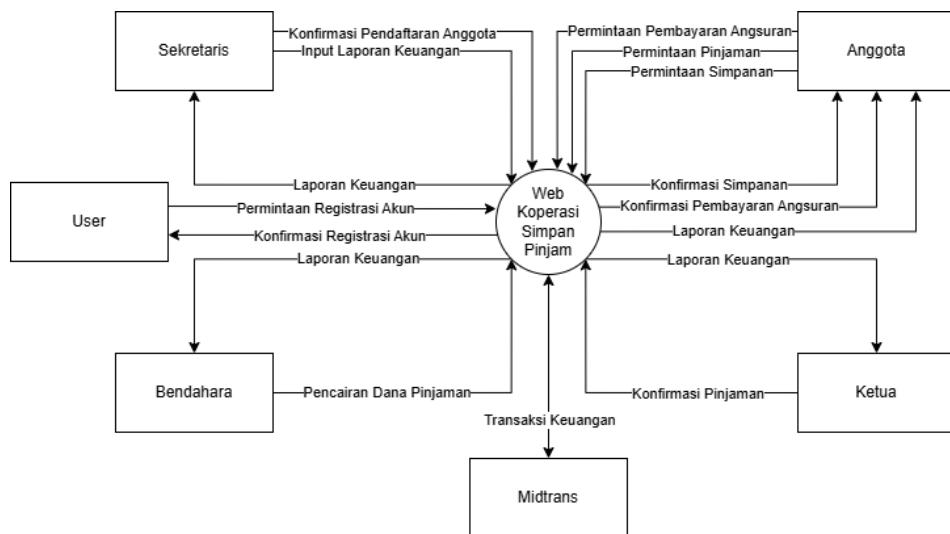 Sekretaris
Konfirmasi Pendaftaran Anggota
Input Laporan Keuangan
Permintaan Pembayaran Angsuran
Permintaan Pinjaman
Permintaan Simpanan
Anggota
Laporan Keuangan
User
Permintaan Registrasi Akun
Konfirmasi Registrasi Akun
Laporan Keuangan
Web
Koperasi
Simpan
Pinjam
Konfirmasi Simpanan
Konfirmasi Pembayaran Angsuran
Laporan Keuangan
Laporan Keuangan
Bendahara
Pencairan Dana Pinjaman
Konfirmasi Pinjaman
Ketua
Transaksi Keuangan
Midtrans